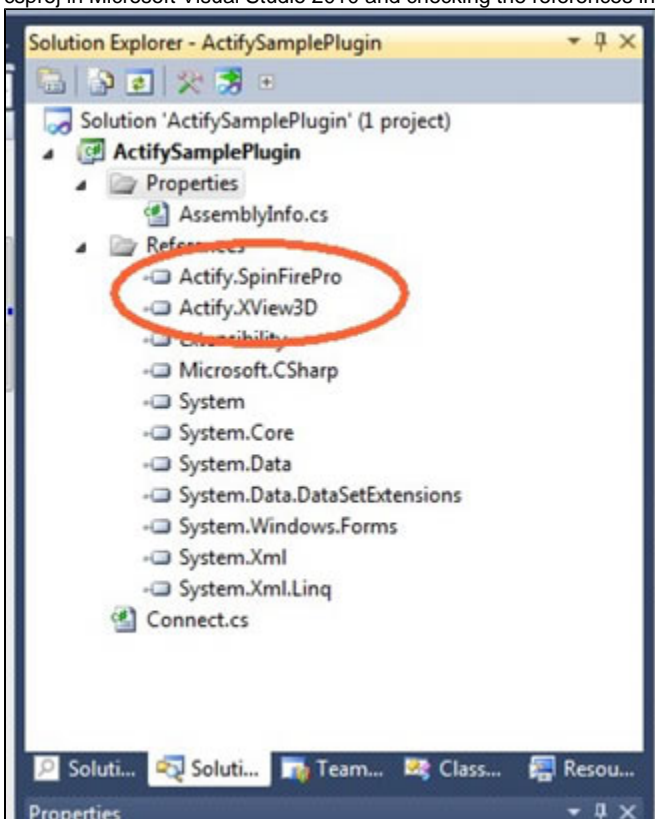 csproj in Microsoft Visual Studio 2010 and checking the references in
Solution Explorer - ActifySamplePlugin
Solution 'ActifySamplePlugin' (1 project)
ActifySamplePlugin
Properties
AssemblyInfo.cs
References
Actify.SpinFirePro
Actify.XView3D
Extensibility
Microsoft.CSharp
System
System.Core
System.Data
System.Data.DataSetExtensions
System.Windows.Forms
System.Xml
System.Xml.Linq
Connect.cs
Soluti... Soluti... Team... Class... Resou...
Properties